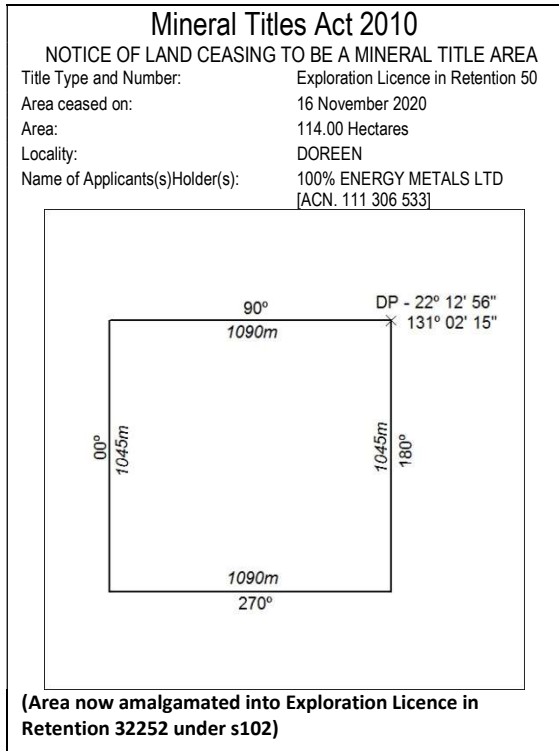 Mineral Titles Act 2010
NOTICE OF LAND CEASING TO BE A MINERAL TITLE AREA
Title Type and Number: Exploration Licence in Retention 50
Area ceased on: 16 November 2020
Area: 114.00 Hectares
Locality: DOREEN
Name of Applicants(s)Holder(s): 100% ENERGY METALS LTD
[ACN. 111 306 533]
DP - 22º 12' 56"
131º 02' 15"
90º
1090m
00º
1045m
1045m
180º
1090m
270º
(Area now amalgamated into Exploration Licence in
Retention 32252 under s102)